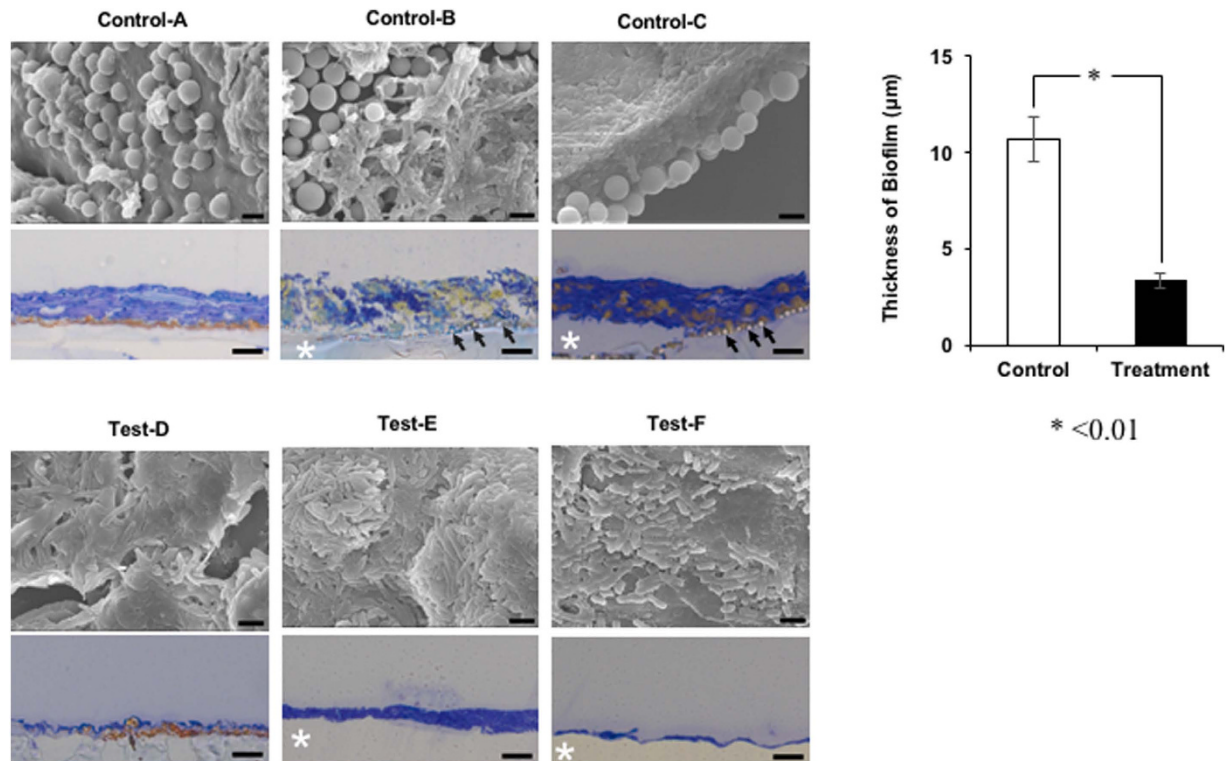 Control-A
Control-B
Control-C
Test-D
Test-E
Test-F
Thickness of Biofilm (μm)
15
10
5
0
*
Control
Treatment
* <0.01